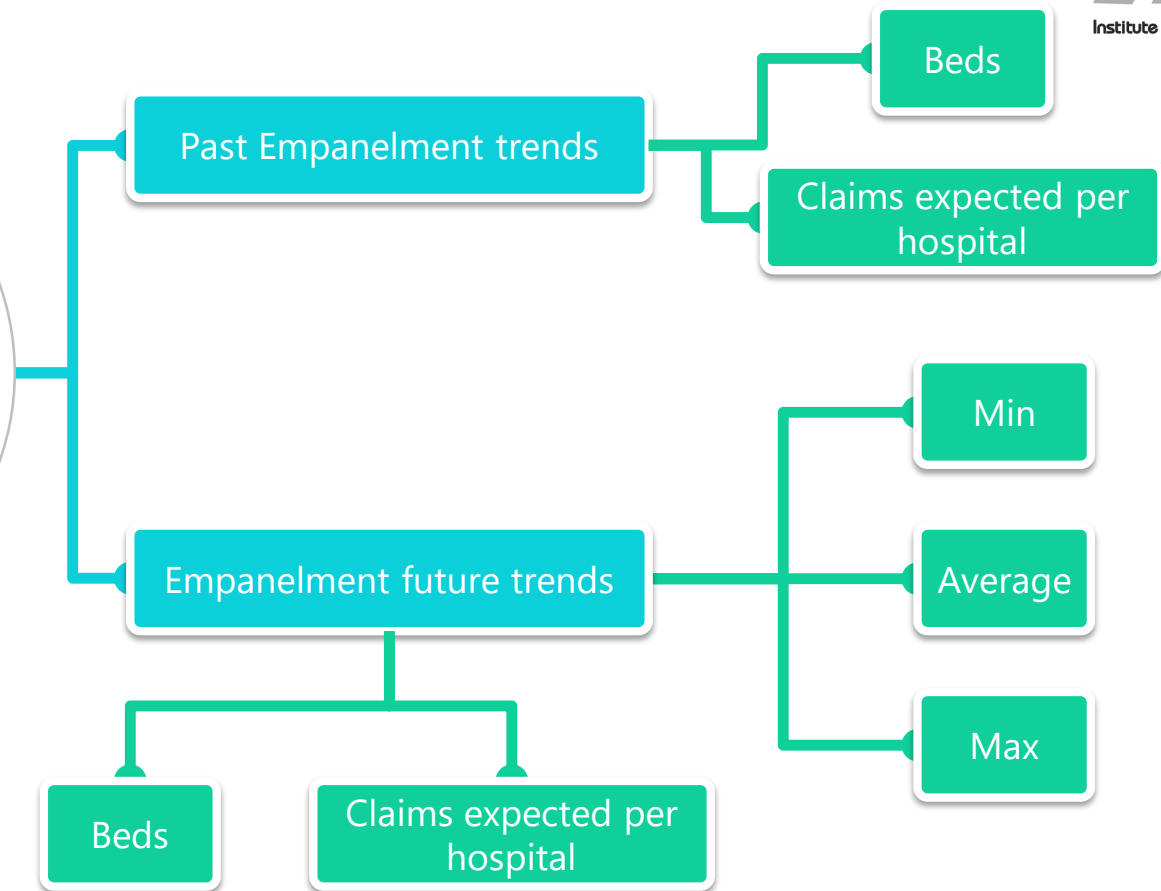 Institute
Beds
Past Empanelment trends
Claims expected per
hospital
Min
Empanelment future trends
Average
Max
Beds
Claims expected per
hospital